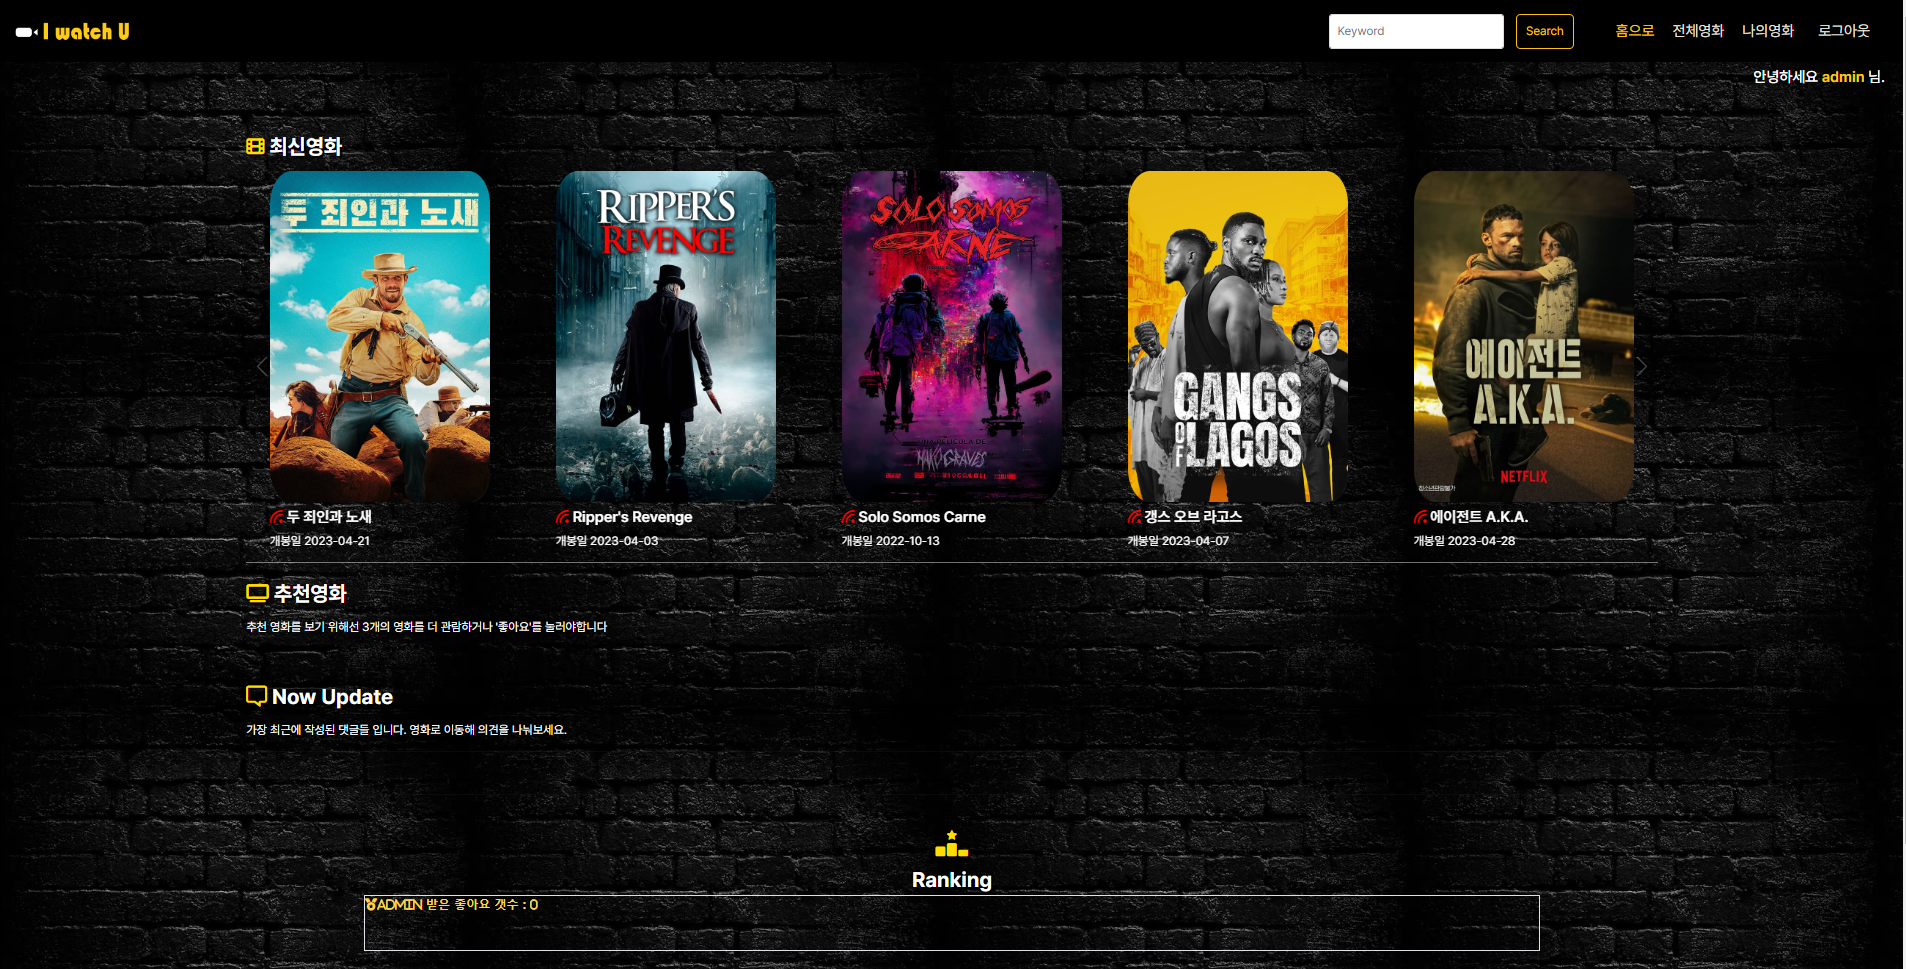 I watch U
Keyword
Search
홈으로 전체영화 나의영화 로그아웃
안녕하세요 admin 님.
최신영화
두 죄인과 노새
RIPPER'S
REVENGE
SOLO SOMOS
CARNE
MAKO GRAVES
GANGS
OF LAGOS
에이전트
A.K.A.
NETFLIX
청소년관람불가
두 죄인과 노새
개봉일 2023-04-21
Ripper's Revenge
개봉일 2023-04-03
Solo Somos Carne
개봉일 2022-10-13
갱스 오브 라고스
개봉일 2023-04-07
에이전트 A.K.A.
개봉일 2023-04-28
추천영화
추천 영화를 보기 위해선 3개의 영화를 더 관람하거나 '좋아요'를 눌러야합니다
Now Update
가장 최근에 작성된 댓글들 입니다. 영화로 이동해 의견을 나눠보세요.
Ranking
ADMIN 받은 좋아요 갯수 : 0